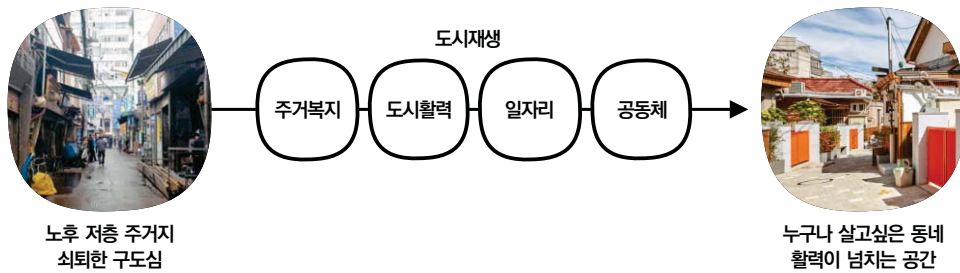 도시재생
주거복지
도시활력
일자리
공동체
노후 저층 주거지
쇠퇴한 구도심
누구나 살고싶은 동네
활력이 넘치는 공간